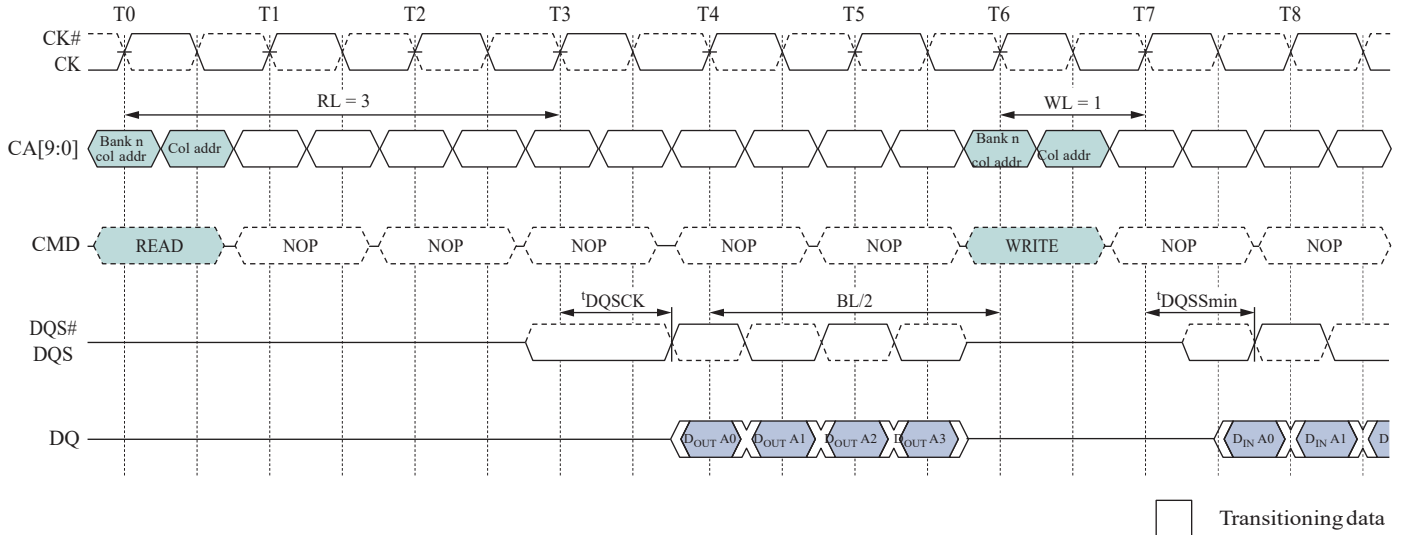 T0 T1 T2 T3 T4 T5 T6 T7 T8
CK#
CK
RL = 3 WL = 1
CA[9:0] Bank n col addr Col addr Bank n col addr Col addr
CMD READ NOP NOP NOP NOP NOP WRITE NOP NOP
tDQSCK BL/2 tDQSSmin
DQS#
DQS
DQ DOUT A0 DOUT A1 DOUT A2 DOUT A3 DIN A0 DIN A1 D
Transitioning data